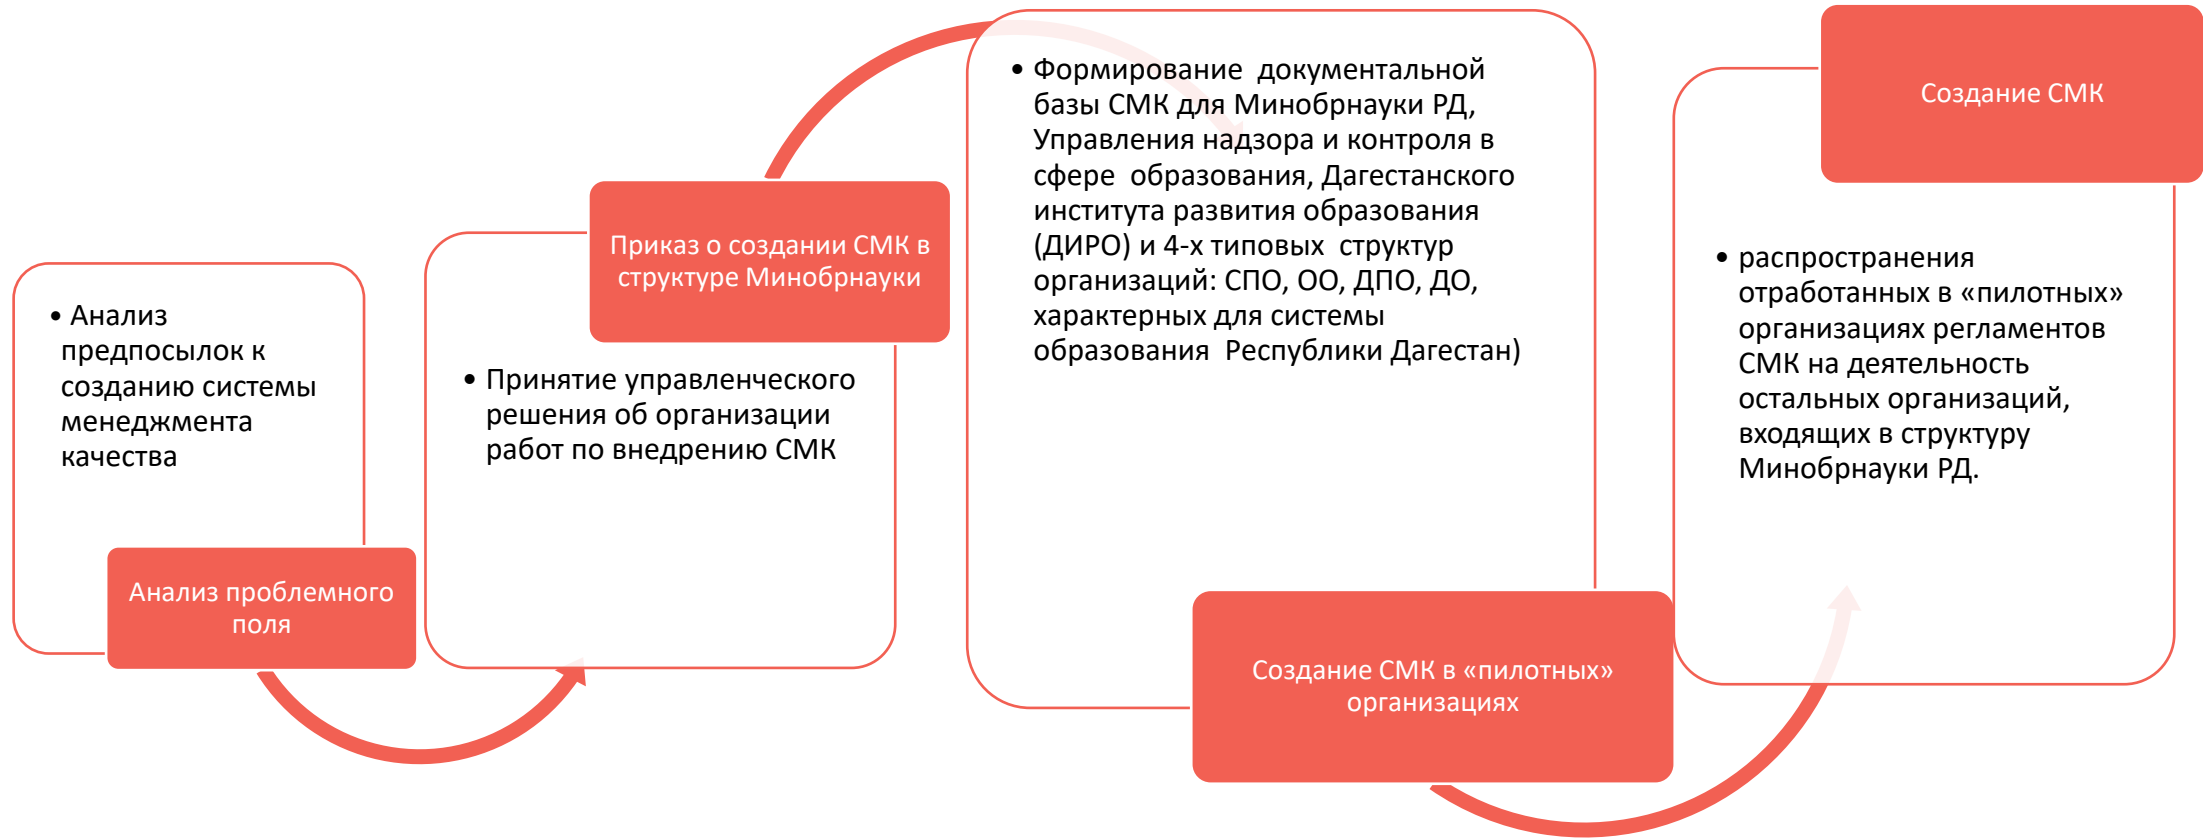 • Анализ
предпосылок к
созданию системы
менеджмента
качества
Анализ проблемного
поля
Приказ о создании СМК в
структуре Минобрнауки
• Принятие управленческого
решения об организации
работ по внедрению СМК
• Формирование документальной
базы СМК для Минобрнауки РД,
Управления надзора и контроля в
сфере образования, Дагестанского
института развития образования
(ДИРО) и 4-х типовых структур
организаций: СПО, ОО, ДПО, ДО,
характерных для системы
образования Республики Дагестан)
Создание СМК в «пилотных»
организациях
Создание СМК
• распространения
отработанных в «пилотных»
организациях регламентов
СМК на деятельность
остальных организаций,
входящих в структуру
Минобрнауки РД.